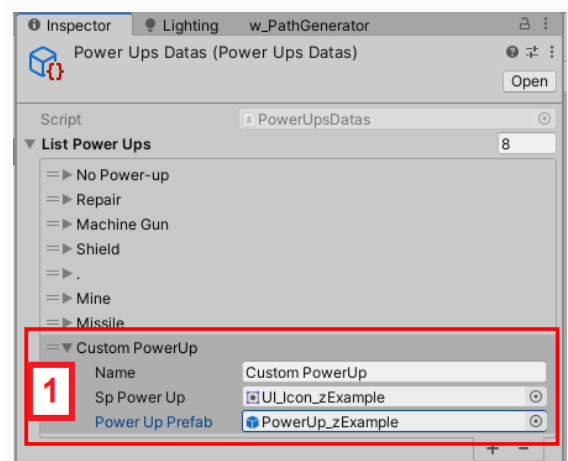 Inspector Lighting w_PathGenerator
Power Ups Datas (Power Ups Datas)
Open
Script # PowerUpsDatas
List Power Ups 8
No Power-up
Repair
Machine Gun
Shield
.
Mine
Missile
Custom PowerUp
1
Name Custom PowerUp
Sp Power Up UI_Icon_zExample
Power Up Prefab PowerUp_zExample
+ -